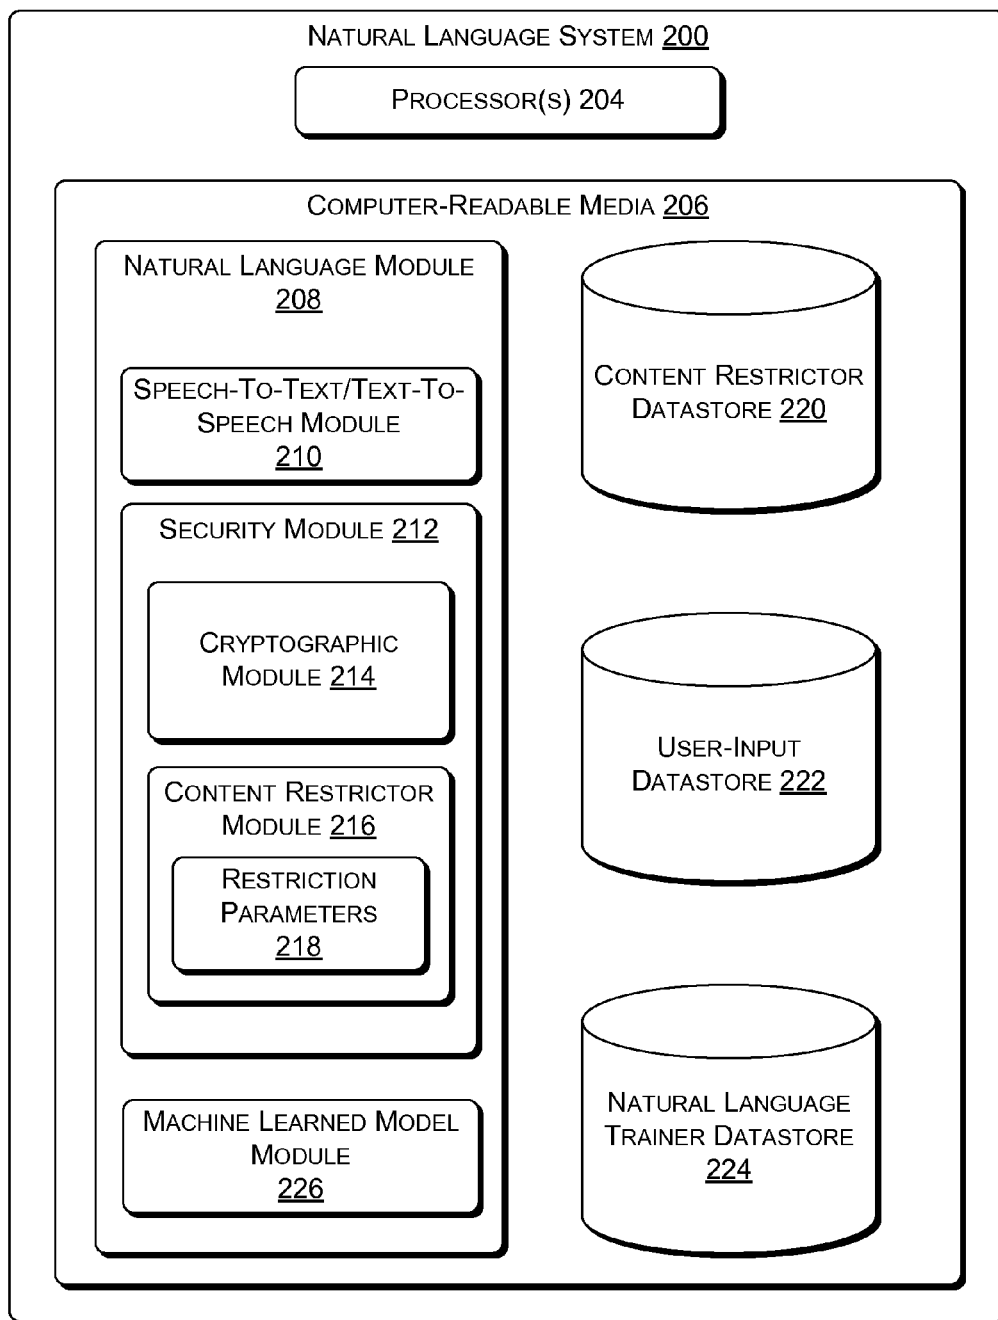 NATURAL LANGUAGE SYSTEM 200
PROCESSOR(S) 204
COMPUTER-READABLE MEDIA 206
NATURAL LANGUAGE MODULE
208
SPEECH-TO-TEXT/TEXT-TO-
SPEECH MODULE
210
SECURITY MODULE 212
CRYPTOGRAPHIC
MODULE 214
CONTENT RESTRICTOR
MODULE 216
RESTRICTION
PARAMETERS
218
MACHINE LEARNED MODEL
MODULE
226
CONTENT RESTRICTOR
DATASTORE 220
USER-INPUT
DATASTORE 222
NATURAL LANGUAGE
TRAINER DATASTORE
224